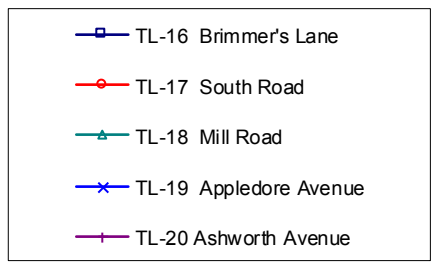 TL-16  Brimmer's Lane
TL-17  South Road
TL-18  Mill Road
TL-19  Appledore Avenue
TL-20 Ashworth Avenue